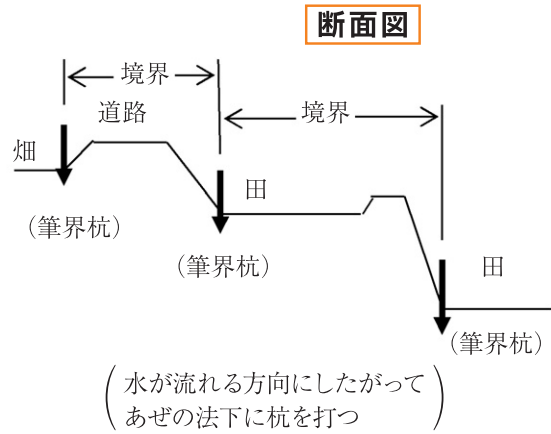 断面図
境界
道路
境界
畑
田
(筆界杭)
(筆界杭)
田
(筆界杭)
水が流れる方向にしたがって
あぜの法下に杭を打つ